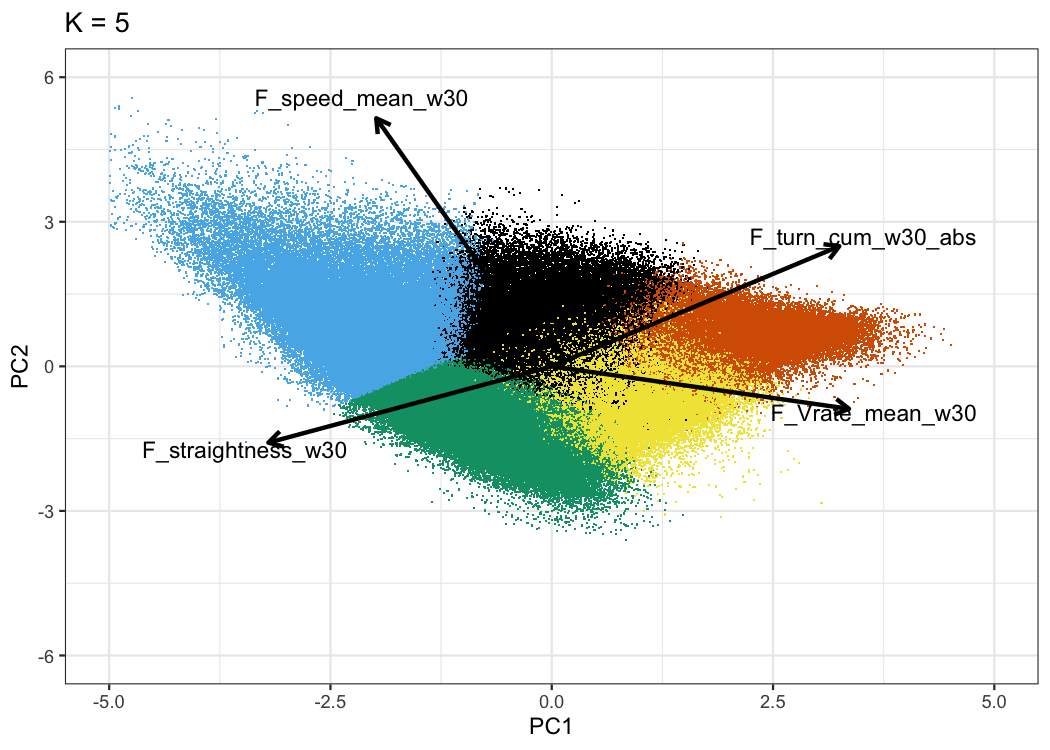 K = 5
6
F_speed_mean_w30
3
F_turn_cum_w30_abs
PC2
0
F_Vrate_mean_w30
F_straightness_w30
-3
-6
-5.0 -2.5 0.0 2.5 5.0
PC1